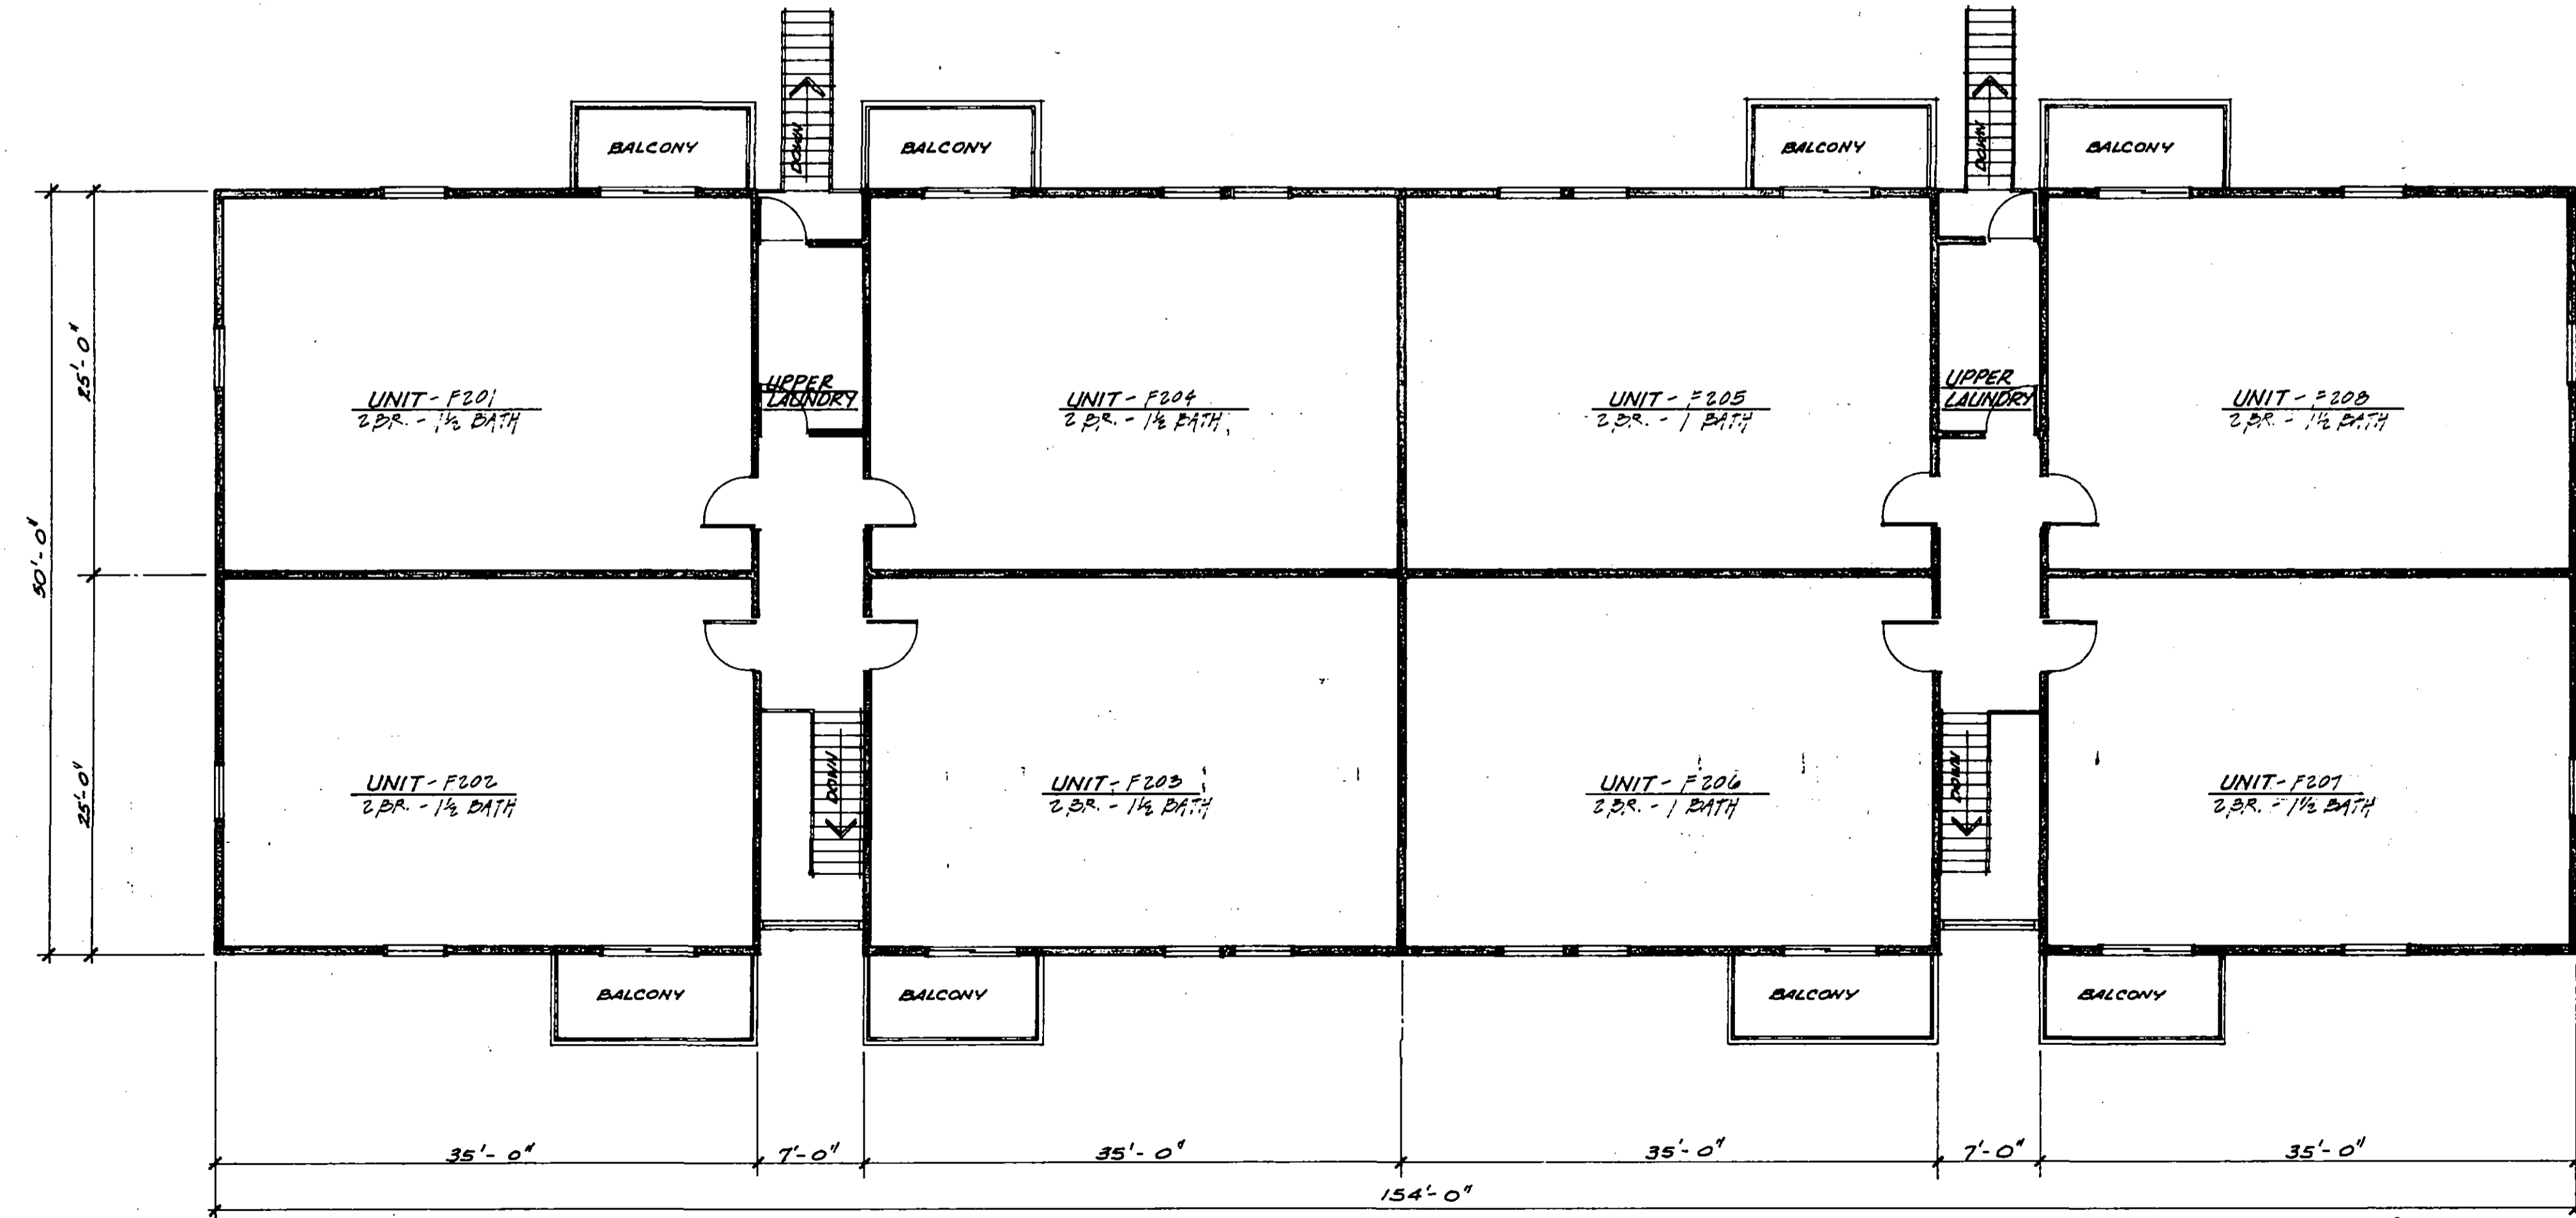 DOWN
DOWN
BALCONY
BALCONY
BALCONY
BALCONY
25'-0"
50'-0"
25'-0"
UNIT - F201
2 BR. - 1½ BATH
UPPER
LAUNDRY
UNIT - F204
2 BR. - 1½ BATH
UNIT - F205
2 BR. - 1 BATH
UPPER
LAUNDRY
UNIT - F208
2 BR. - 1½ BATH
UNIT - F202
2 BR. - 1½ BATH
DOWN
UNIT - F203
2 BR. - 1½ BATH
UNIT - F206
2 BR. - 1 BATH
DOWN
UNIT - F207
2 BR. - 1½ BATH
BALCONY
BALCONY
BALCONY
BALCONY
35'-0"
7'-0"
35'-0"
35'-0"
7'-0"
35'-0"
154'-0"